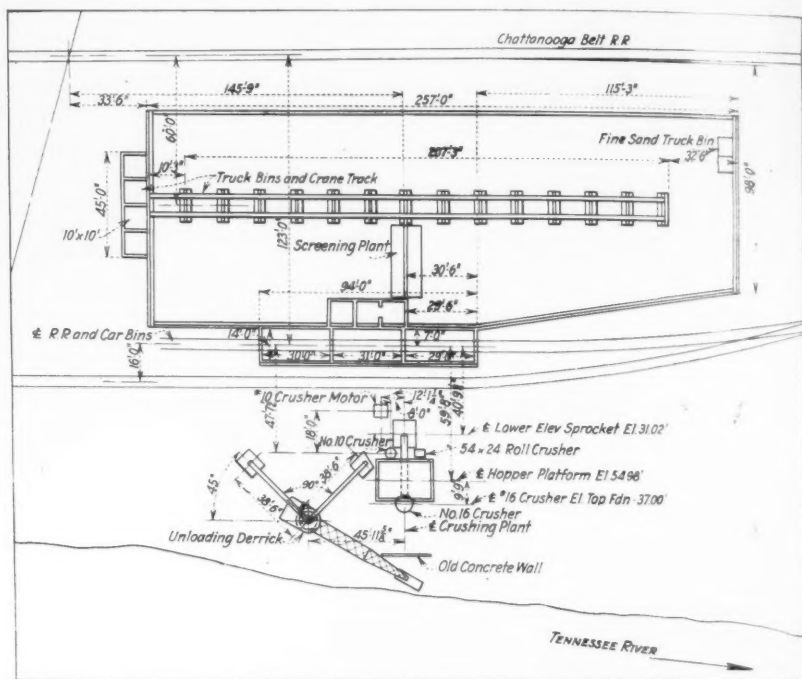 Chattanooga Belt R.R
145'-9"
115'-3"
33'-6"
257'-0"
60'-0"
Fine Sand Truck Bin
32'-6"
98'-0"
10'-3"
Truck Bins and Crane Track
45'-0"
10'x10'
123'-0"
Screening Plant
30'-6"
94'-0"
29'-6"
℄ R.R and Car Bins
14'-0"
7'-0"
16'-0"
30'-0"
31'-0"
#10 Crusher Motor
6'-0"
18'-0"
℄ Lower Elev Sprocket El. 31.02'
No.10 Crusher
54 x 24 Roll Crusher
℄ Hopper Platform El. 54.98'
9'-9"
℄ #16 Crusher El. Top Fdn -37.00'
No.16 Crusher
℄ Crushing Plant
90°
38'-6"
38'-6"
45°
Unloading Derrick
Old Concrete Wall
TENNESSEE RIVER